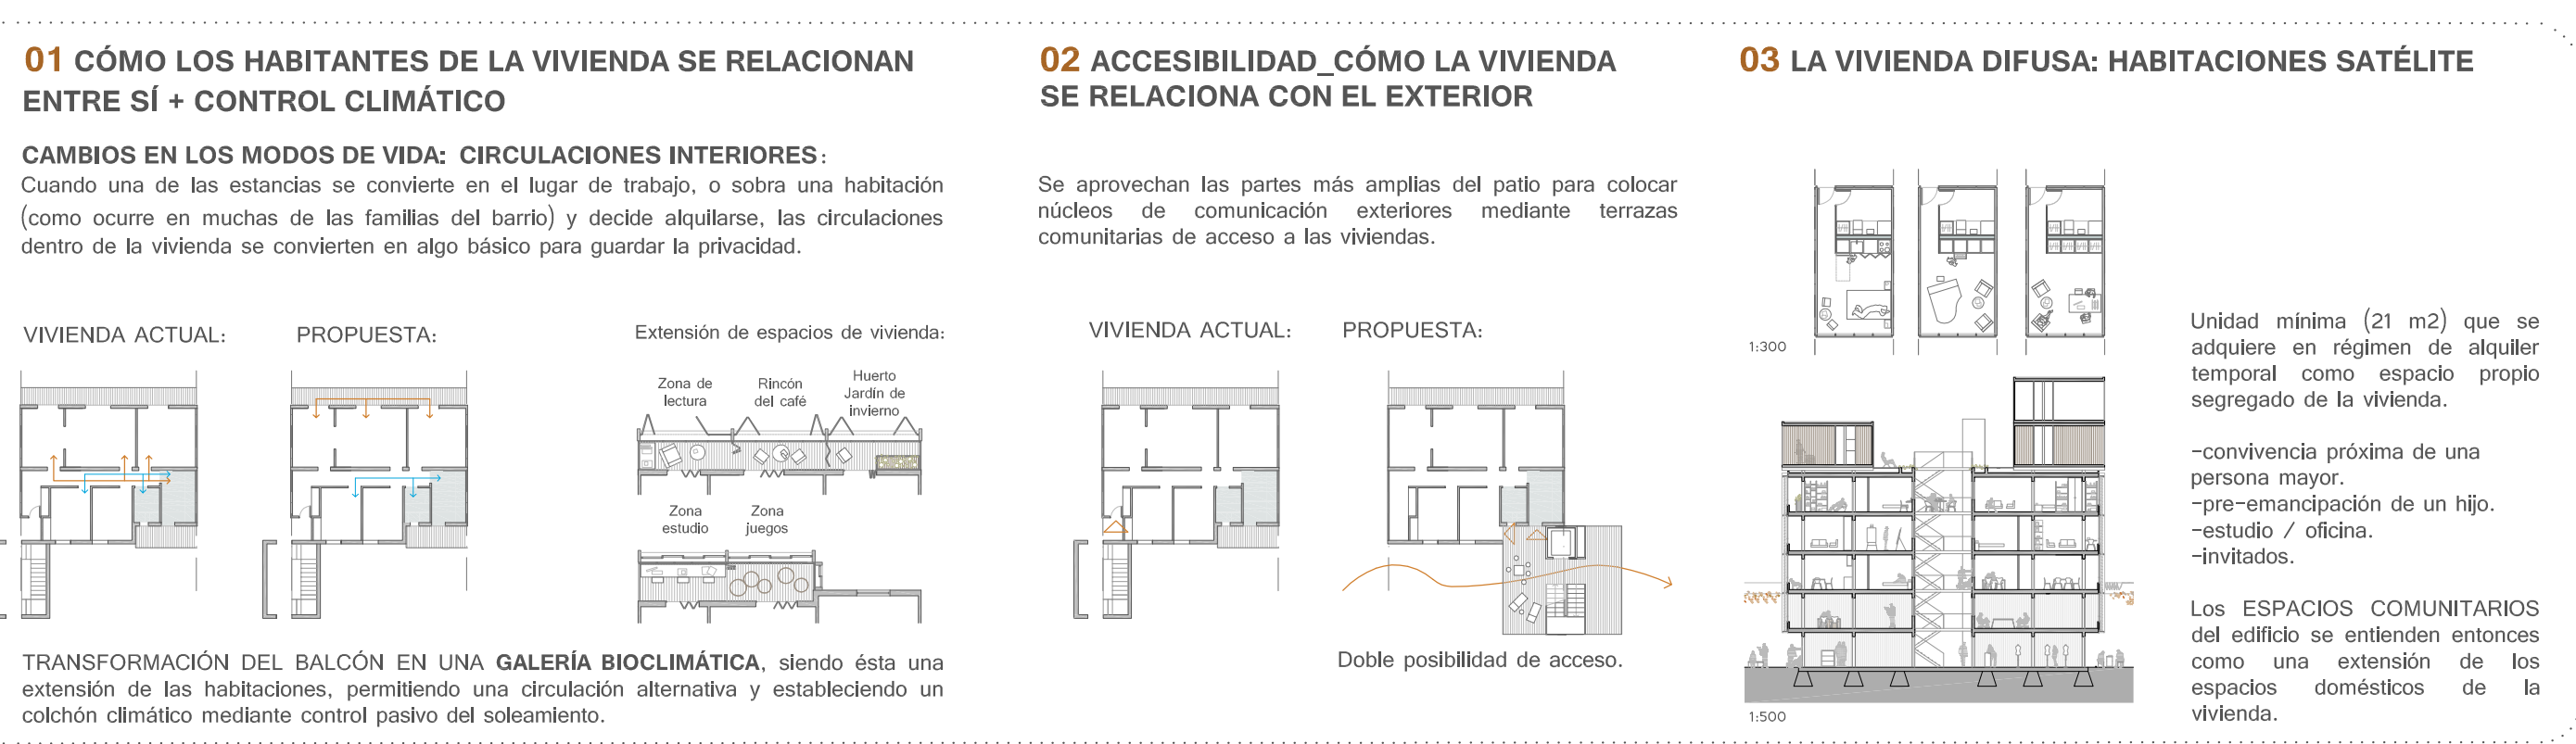 01 CÓMO LOS HABITANTES DE LA VIVIENDA SE RELACIONAN
ENTRE SÍ + CONTROL CLIMÁTICO
CAMBIOS EN LOS MODOS DE VIDA: CIRCULACIONES INTERIORES:
Cuando una de las estancias se convierte en el lugar de trabajo, o sobra una habitación
(como ocurre en muchas de las familias del barrio) y decide alquilarse, las circulaciones
dentro de la vivienda se convierten en algo básico para guardar la privacidad.
VIVIENDA ACTUAL:
PROPUESTA:
Extensión de espacios de vivienda:
Zona de
lectura
Rincón
del café
Huerto
Jardín de
invierno
Zona
estudio
Zona
juegos
TRANSFORMACIÓN DEL BALCÓN EN UNA GALERÍA BIOCLIMÁTICA, siendo ésta una
extensión de las habitaciones, permitiendo una circulación alternativa y estableciendo un
colchón climático mediante control pasivo del soleamiento.
02 ACCESIBILIDAD_CÓMO LA VIVIENDA
SE RELACIONA CON EL EXTERIOR
Se aprovechan las partes más amplias del patio para colocar
núcleos de comunicación exteriores mediante terrazas
comunitarias de acceso a las viviendas.
VIVIENDA ACTUAL:
PROPUESTA:
Doble posibilidad de acceso.
03 LA VIVIENDA DIFUSA: HABITACIONES SATÉLITE
1:300
1:500
Unidad mínima (21 m2) que se
adquiere en régimen de alquiler
temporal como espacio propio
segregado de la vivienda.
-convivencia próxima de una
persona mayor.
-pre-emancipación de un hijo.
-estudio / oficina.
-invitados.
Los ESPACIOS COMUNITARIOS
del edificio se entienden entonces
como una extensión de los
espacios domésticos de la
vivienda.